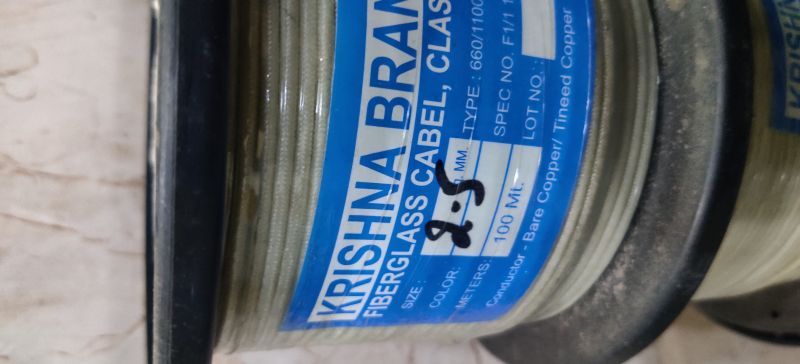 KRISHNA BRAN
FIBERGLASS CABEL, CLAS
SIZE: 2.5 MM. TYPE: 660/1100
COLOR: SPEC NO: F1/1
METERS: 100 Mt. LOT NO:
Conductor - Bare Copper/ Tineed Copper
KRISHN